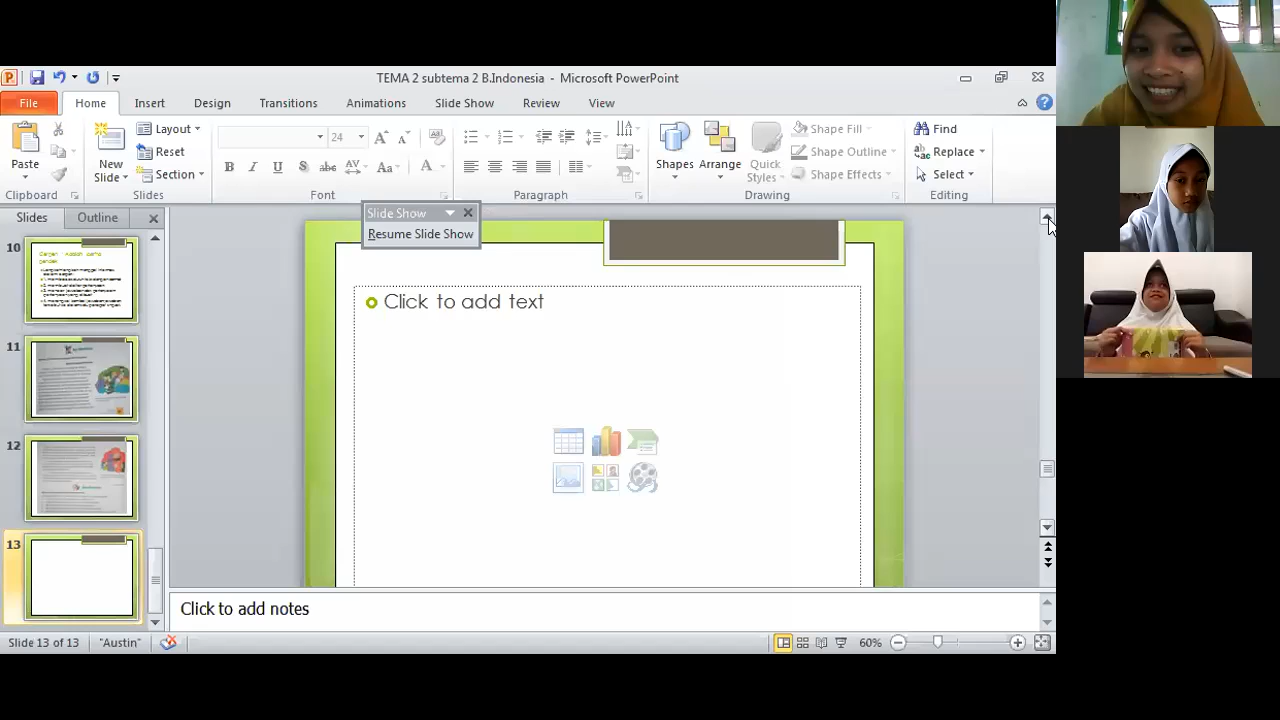 TEMA 2 subtema 2 B.Indonesia - Microsoft PowerPoint
File Home Insert Design Transitions Animations Slide Show Review View
Paste
New Slide
Layout
Reset
Section
24
Shapes
Arrange
Quick Styles
Shape Fill
Shape Outline
Shape Effects
Find
Replace
Select
Clipboard Slides Font Paragraph Drawing Editing
Slides Outline
Slide Show
Resume Slide Show
10
11
12
13
Click to add text
Click to add notes
Slide 13 of 13 "Austin" 60%